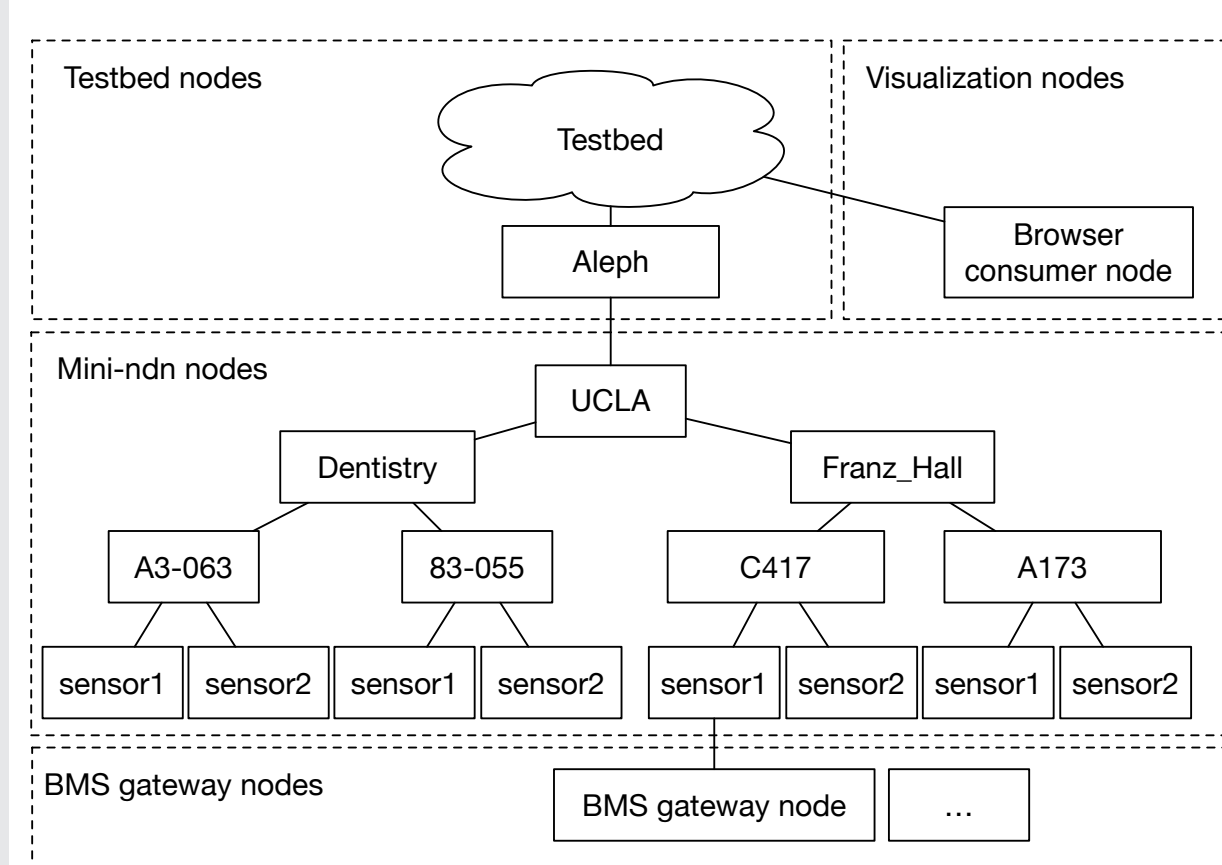 Testbed nodes
Visualization nodes
Testbed
Browser
consumer node
Aleph
Mini-ndn nodes
UCLA
Dentistry
Franz_Hall
A3-063
83-055
C417
A173
sensor1
sensor2
sensor1
sensor2
sensor1
sensor2
sensor1
sensor2
BMS gateway nodes
BMS gateway node
...